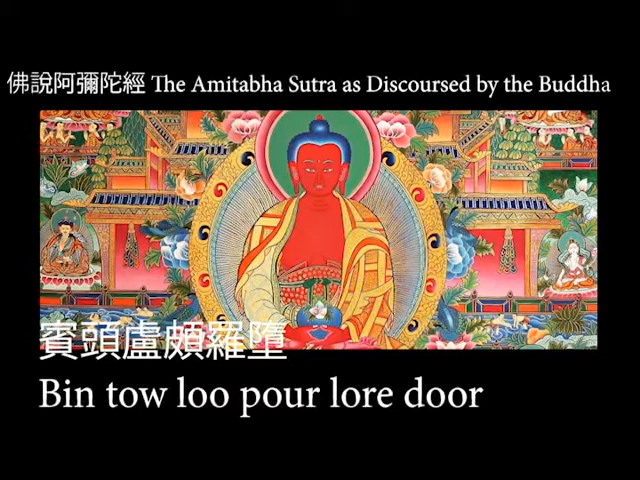 佛說阿彌陀經 The Amitabha Sutra as Discoursed by the Buddha
賓頭盧頗羅墮
Bin tow loo pour lore door